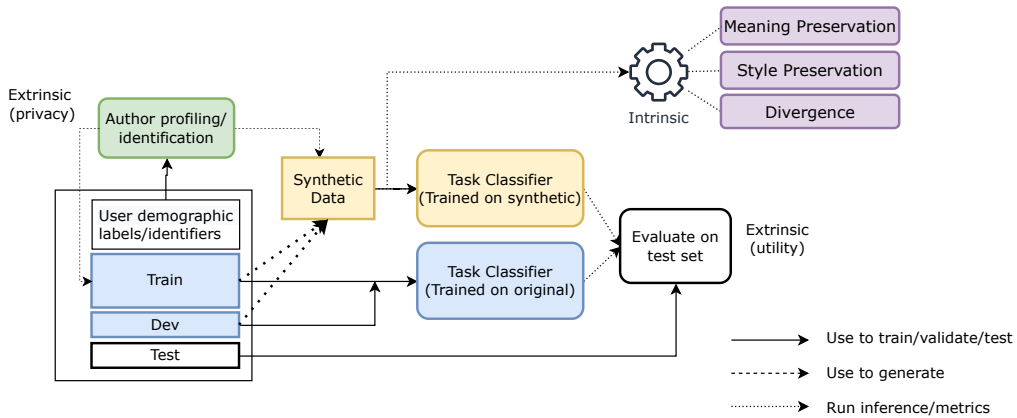 Meaning Preservation
Style Preservation
Divergence
Intrinsic
Extrinsic
(privacy)
Author profiling/
identification
Synthetic
Data
Task Classifier
(Trained on synthetic)
User demographic
labels/identifiers
Train
Dev
Test
Task Classifier
(Trained on original)
Evaluate on
test set
Extrinsic
(utility)
Use to train/validate/test
Use to generate
Run inference/metrics